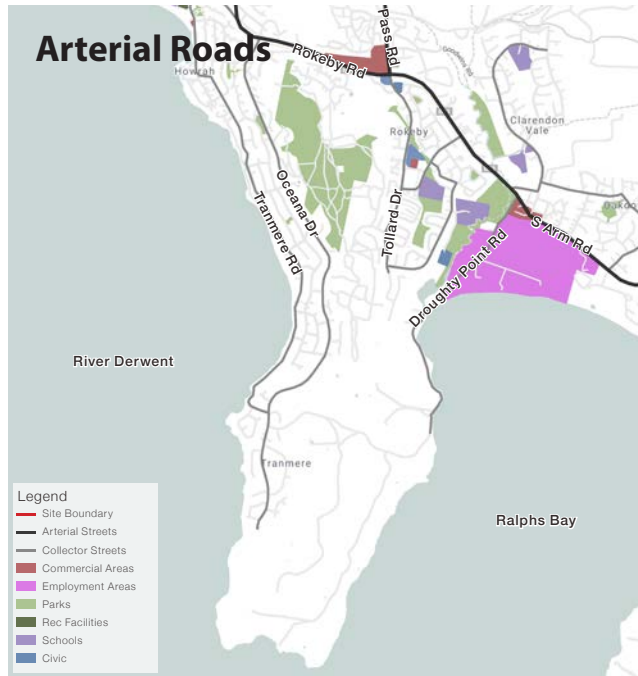 Arterial Roads
Pass Rd
Rokeby Rd
Howrah
Rokeby
Clarendon
Vale
Oceana Dr
Tranmere Rd
Tollard Dr
S Arm Rd
Droughty Point Rd
River Derwent
Tranmere
Ralphs Bay
Legend
Site Boundary
Arterial Streets
Collector Streets
Commercial Areas
Employment Areas
Parks
Rec Facilities
Schools
Civic